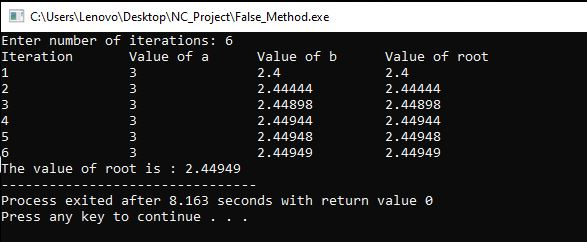 C:\Users\Lenovo\Desktop\NC_Project\False_Method.exe
Enter number of iterations: 6
Iteration Value of a Value of b Value of root
1 3 2.4 2.4
2 3 2.44444 2.44444
3 3 2.44898 2.44898
4 3 2.44944 2.44944
5 3 2.44948 2.44948
6 3 2.44949 2.44949
The value of root is : 2.44949
--------------------------------
Process exited after 8.163 seconds with return value 0
Press any key to continue . . .